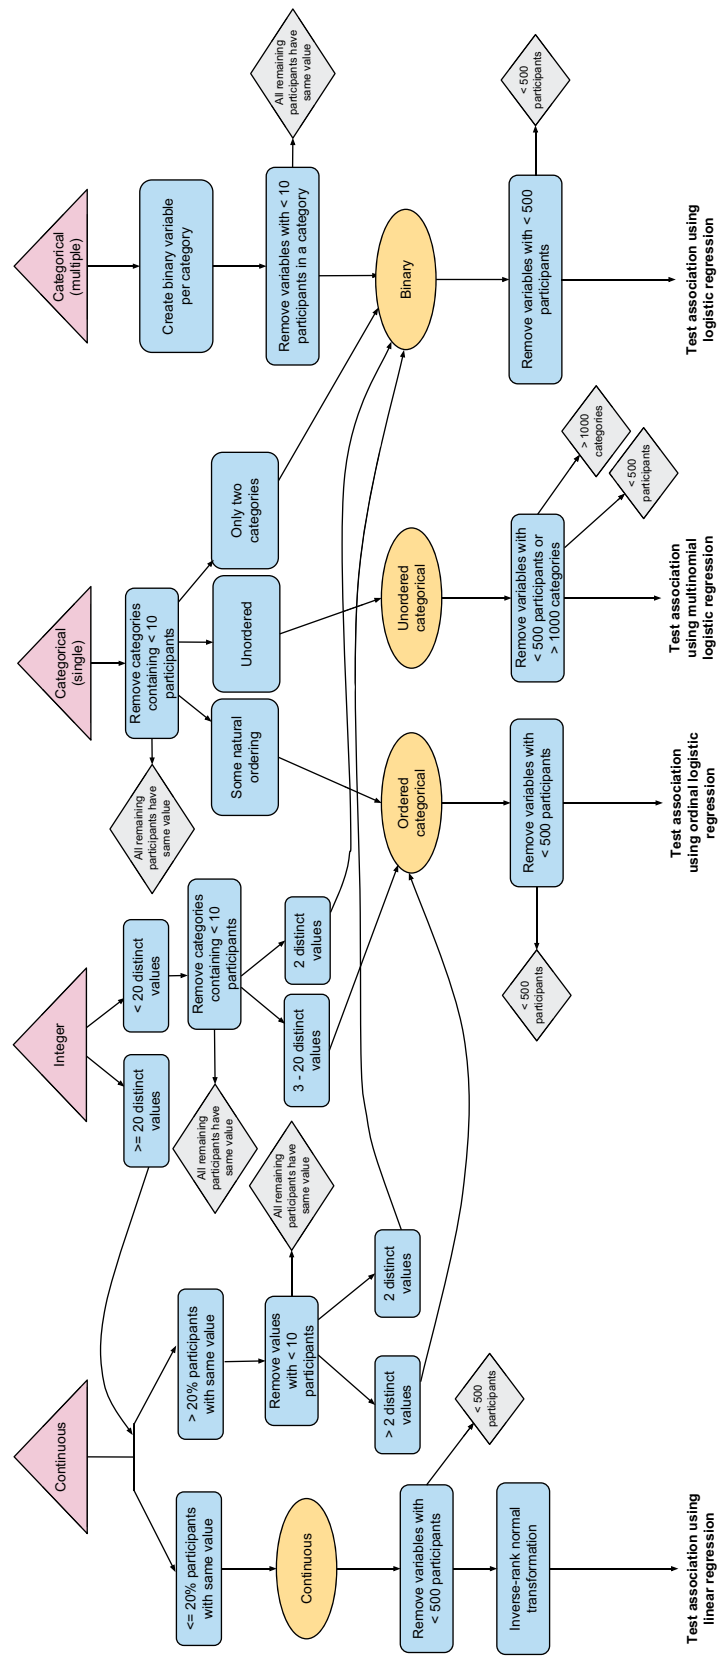 Continuous
Integer
Categorical
(single)
Categorical
(multiple)
<= 20% participants
with same value
> 20% participants
with same value
>= 20 distinct
values
< 20 distinct
values
Remove categories
containing < 10
participants
Create binary variable
per category
Remove values
with < 10
participants
All remaining
participants have
same value
All remaining
participants have
same value
Remove categories
containing < 10
participants
3 - 20 distinct
values
2 distinct
values
All remaining
participants have
same value
Some natural
ordering
Unordered
Only two
categories
Remove variables with < 10
participants in a category
All remaining
participants have
same value
> 2 distinct
values
2 distinct
values
Continuous
Ordered
categorical
Unordered
categorical
Binary
Remove variables with
< 500 participants
< 500
participants
Inverse-rank normal
transformation
< 500
participants
Remove variables with
< 500 participants
Remove variables with
< 500 participants or
> 1000 categories
< 500
participants
> 1000
categories
Remove variables with < 500
participants
< 500
participants
Test association using
linear regression
Test association
using ordinal logistic
regression
Test association
using multinomial
logistic regression
Test association using
logistic regression